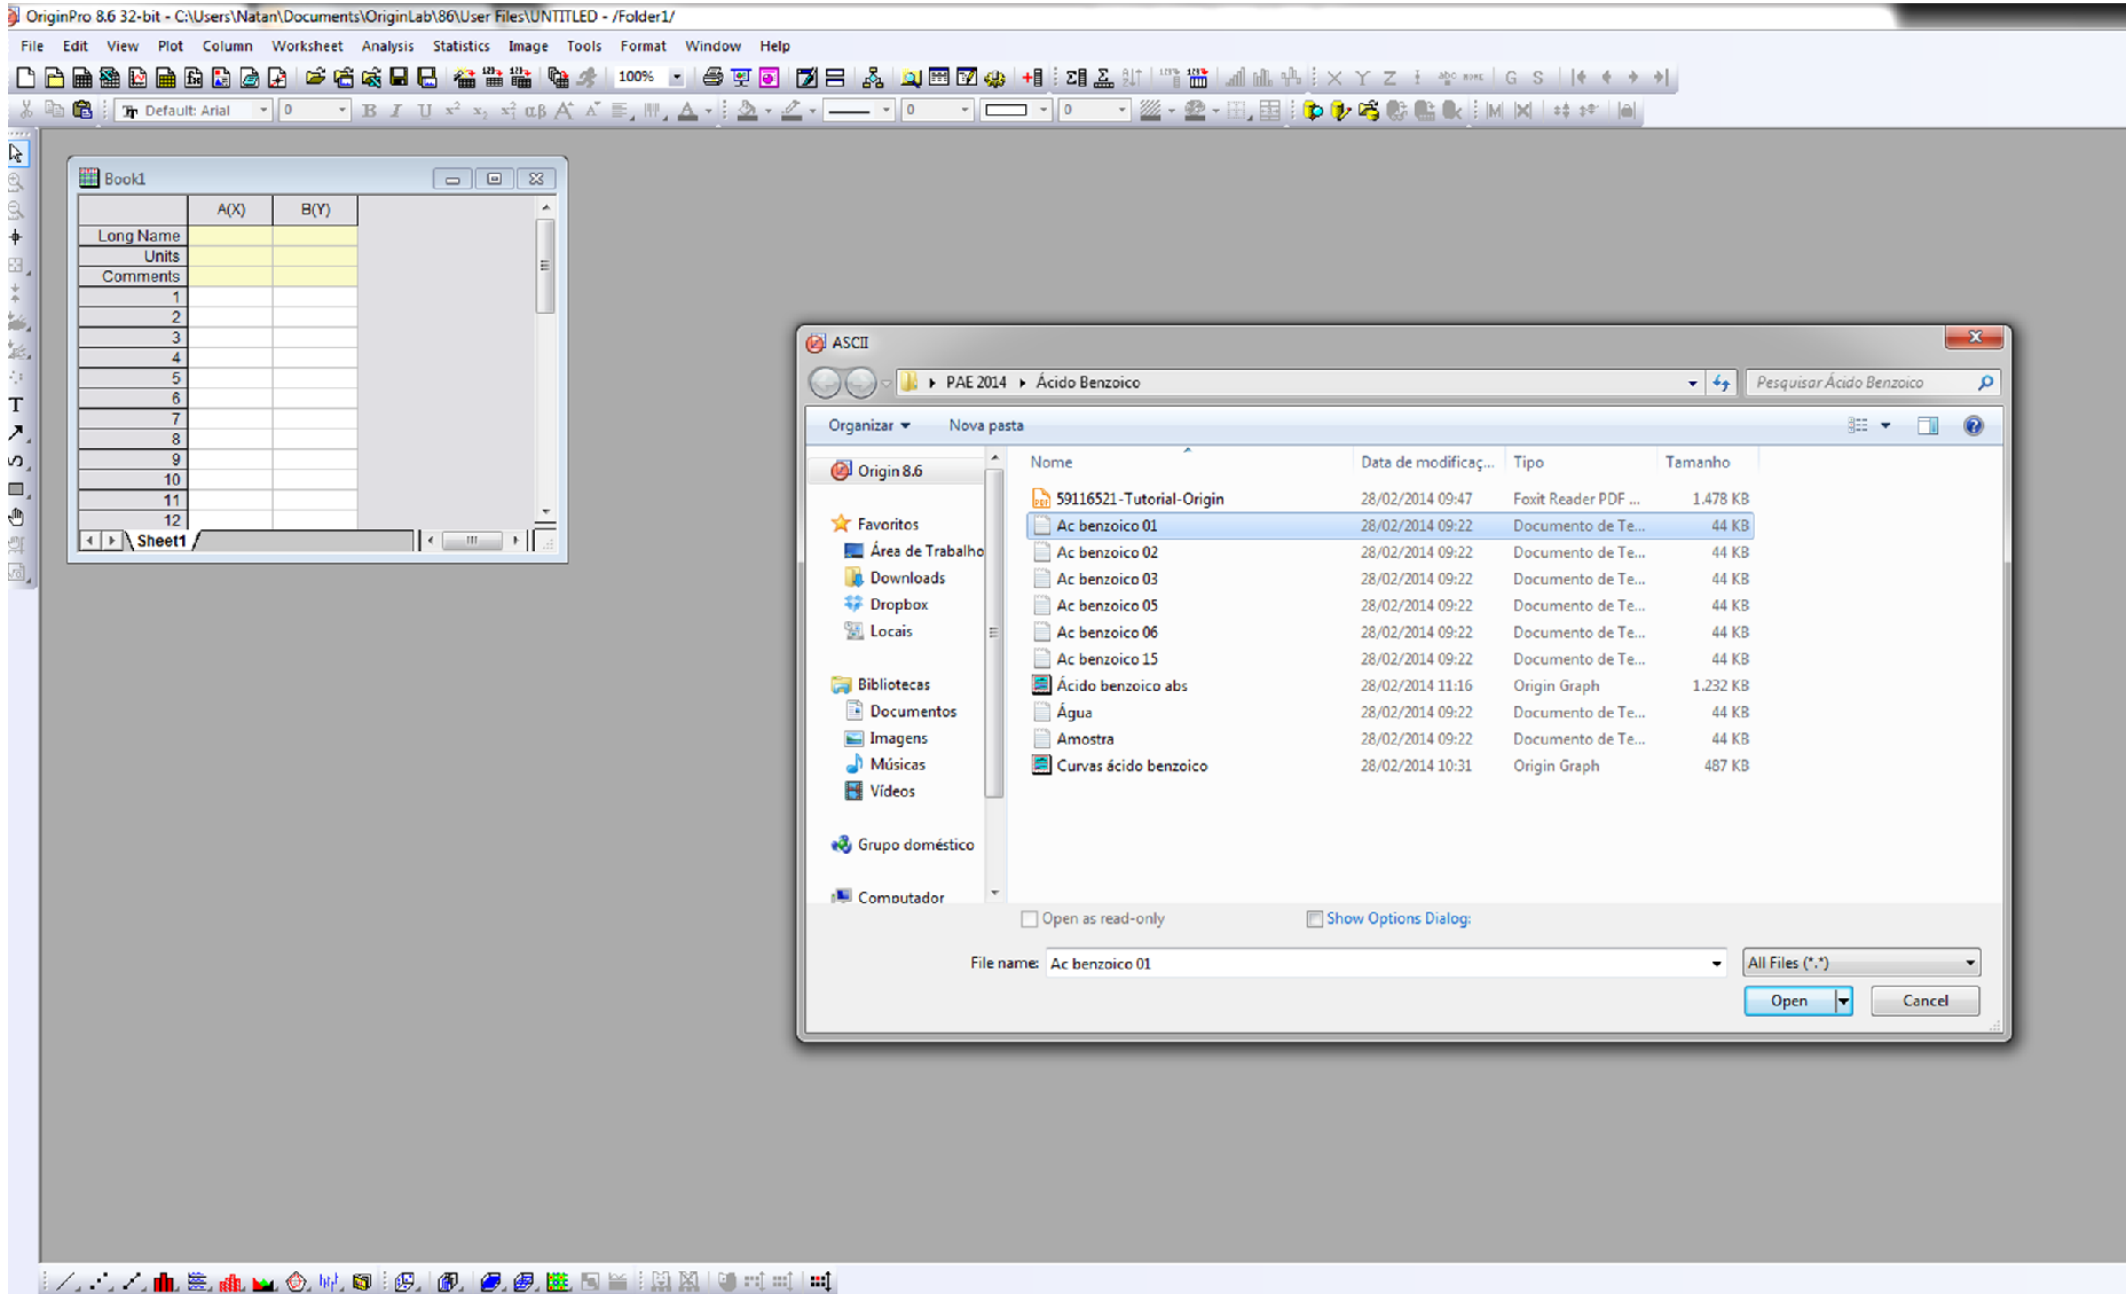 OriginPro 8.6 32-bit - C:\Users\Natan\Documents\OriginLab\86\User Files\UNTITLED - /Folder1/
File Edit View Plot Column Worksheet Analysis Statistics Image Tools Format Window Help
100%
X Y Z G S
Default: Arial 0 B I U x² x₂ αβ A A A 0 0 M
Book1
A(X) B(Y)
Long Name
Units
Comments
1
2
3
4
5
6
7
8
9
10
11
12
Sheet1
T
ASCII
PAE 2014 Ácido Benzoico
Pesquisar Ácido Benzoico
Organizar Nova pasta
Origin 8.6
Favoritos
Área de Trabalho
Downloads
Dropbox
Locais
Bibliotecas
Documentos
Imagens
Músicas
Vídeos
Grupo doméstico
Computador
Nome Data de modificaç... Tipo Tamanho
59116521-Tutorial-Origin 28/02/2014 09:47 Foxit Reader PDF ... 1.478 KB
Ac benzoico 01 28/02/2014 09:22 Documento de Te... 44 KB
Ac benzoico 02 28/02/2014 09:22 Documento de Te... 44 KB
Ac benzoico 03 28/02/2014 09:22 Documento de Te... 44 KB
Ac benzoico 05 28/02/2014 09:22 Documento de Te... 44 KB
Ac benzoico 06 28/02/2014 09:22 Documento de Te... 44 KB
Ac benzoico 15 28/02/2014 09:22 Documento de Te... 44 KB
Ácido benzoico abs 28/02/2014 11:16 Origin Graph 1.232 KB
Água 28/02/2014 09:22 Documento de Te... 44 KB
Amostra 28/02/2014 09:22 Documento de Te... 44 KB
Curvas ácido benzoico 28/02/2014 10:31 Origin Graph 487 KB
Open as read-only Show Options Dialog:
File name: Ac benzoico 01 All Files (*.*)
Open Cancel